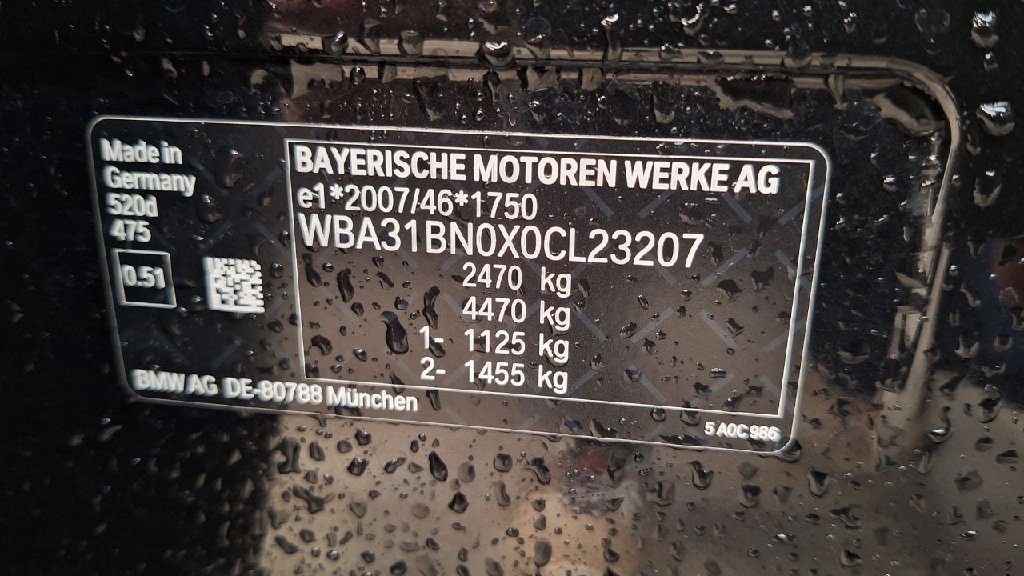 Made in
Germany
520d
475
0.51
BAYERISCHE MOTOREN WERKE AG
e1*2007/46*1750
WBA31BN0X0CL23207
2470 kg
4470 kg
1- 1125 kg
2- 1455 kg
BMW AG DE-80788 München
5 A0C 986